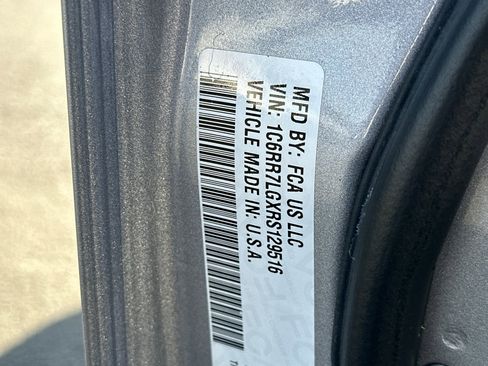 MFD BY: FCA US LLC
VIN: 1C6RR7LGXRS129516
VEHICLE MADE IN: U.S.A.